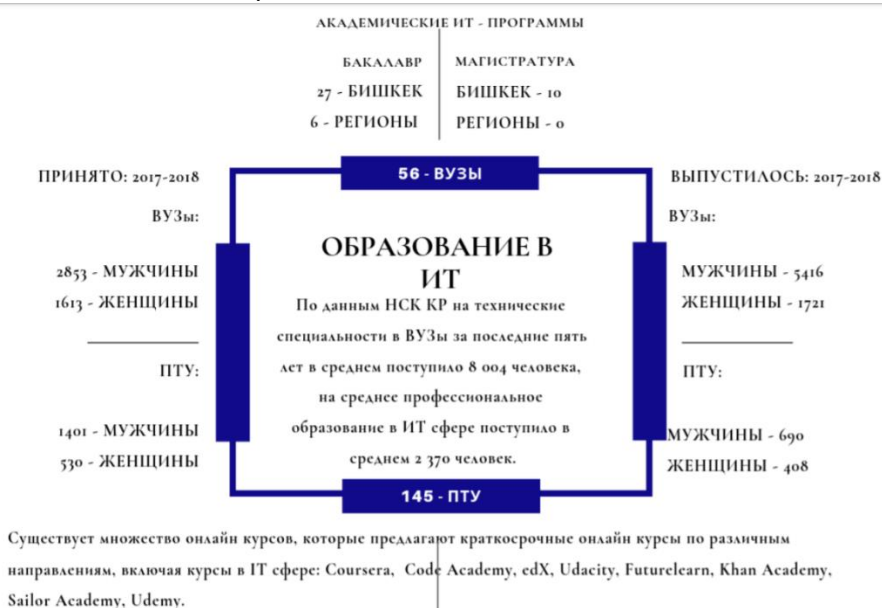 АКАДЕМИЧЕСКИЕ ИТ - ПРОГРАММЫ
БАКАЛАВР
27 - БИШКЕК
6 - РЕГИОНЫ
МАГИСТРАТУРА
БИШКЕК - 10
РЕГИОНЫ - 0
56 - ВУЗЫ
ПРИНЯТО: 2017-2018
ВУЗы:
2853 - МУЖЧИНЫ
1613 - ЖЕНЩИНЫ
ПТУ:
1401 - МУЖЧИНЫ
530 - ЖЕНЩИНЫ
ОБРАЗОВАНИЕ В
ИТ
По данным НСК КР на технические
специальности в ВУЗы за последние пять
лет в среднем поступило 8 004 человека,
на среднее профессиональное
образование в ИТ сфере поступило в
среднем 2 370 человек.
ВЫПУСТИЛОСЬ: 2017-2018
ВУЗы:
МУЖЧИНЫ - 5416
ЖЕНЩИНЫ - 1721
ПТУ:
МУЖЧИНЫ - 690
ЖЕНЩИНЫ - 408
145 - ПТУ
Существует множество онлайн курсов, которые предлагают краткосрочные онлайн курсы по различным
направлениям, включая курсы в IT сфере: Coursera, Code Academy, edX, Udacity, Futurelearn, Khan Academy,
Sailor Academy, Udemy.